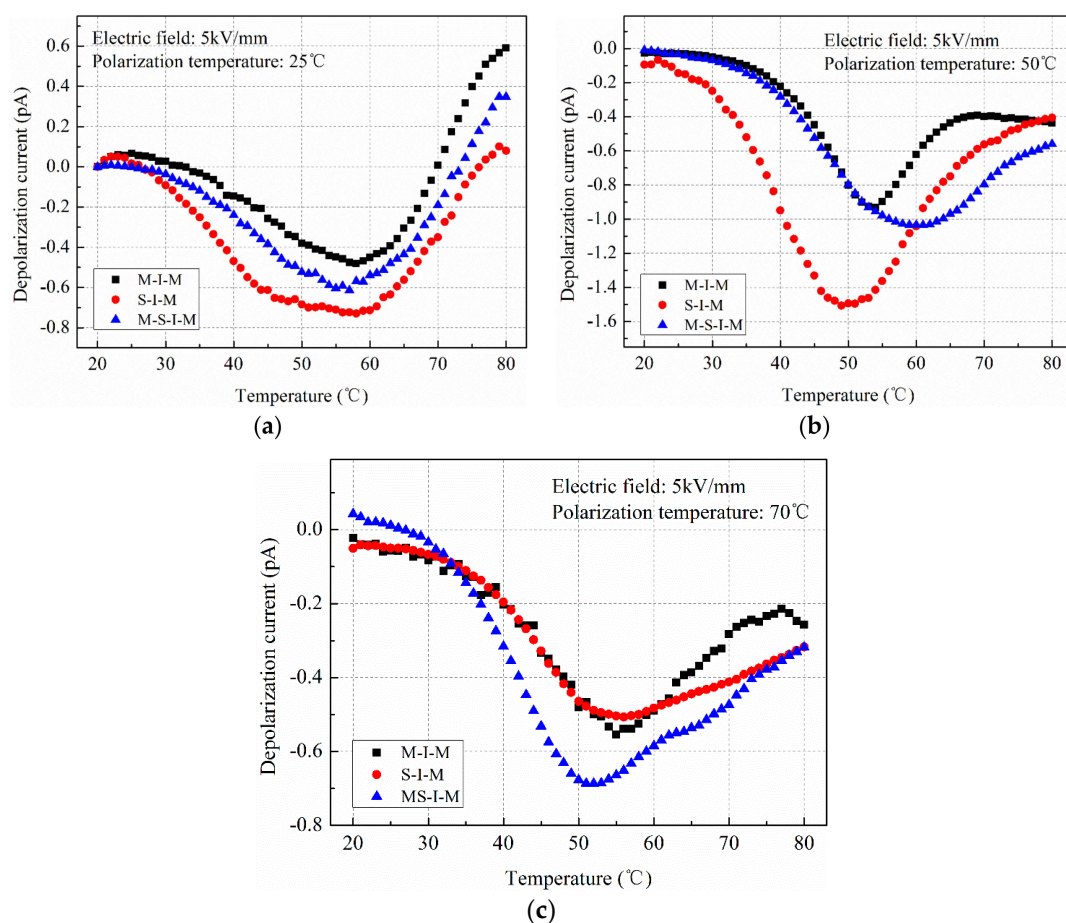 Electric field: 5kV/mm
Polarization temperature: 25℃
Depolarization current (pA)
0.6
0.4
0.2
0.0
-0.2
-0.4
-0.6
-0.8
M-I-M
S-I-M
M-S-I-M
20 30 40 50 60 70 80
Temperature (℃)
(a)
Electric field: 5kV/mm
Polarization temperature: 50℃
Depolarization current (pA)
0.0
-0.2
-0.4
-0.6
-0.8
-1.0
-1.2
-1.4
-1.6
M-I-M
S-I-M
M-S-I-M
20 30 40 50 60 70 80
Temperature (℃)
(b)
Electric field: 5kV/mm
Polarization temperature: 70℃
Depolarization current (pA)
0.0
-0.2
-0.4
-0.6
-0.8
M-I-M
S-I-M
MS-I-M
20 30 40 50 60 70 80
Temperature (℃)
(c)